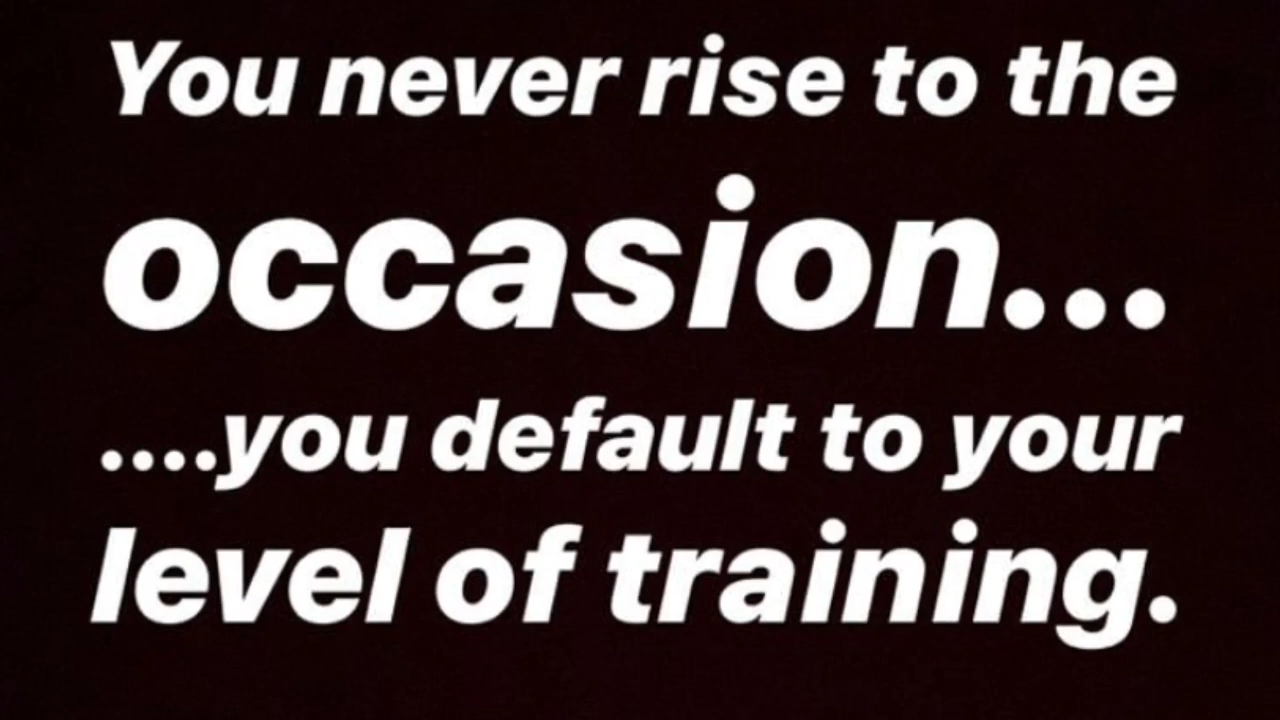 You never rise to the
occasion...
....you default to your
level of training.